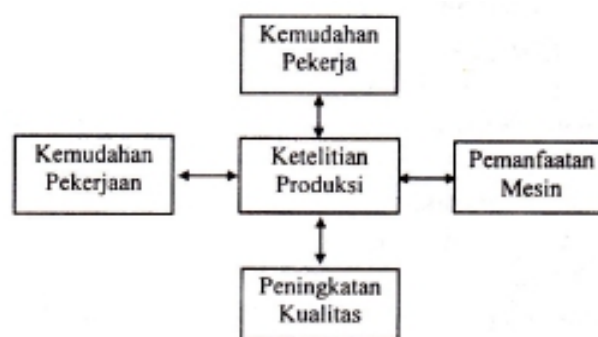 Kemudahan
Pekerja
Kemudahan
Pekerjaan
Ketelitian
Produksi
Pemanfaatan
Mesin
Peningkatan
Kualitas